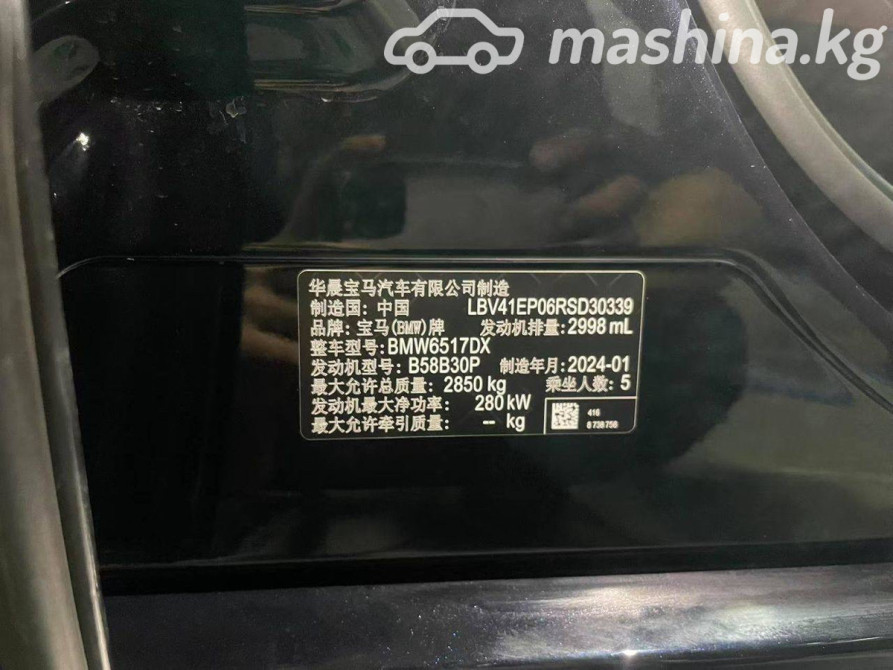 mashina.kg
华晨宝马汽车有限公司制造
制造国: 中国 LBV41EP06RSD30339
品牌: 宝马(BMW)牌 发动机排量: 2998 mL
整车型号: BMW6517DX
发动机型号: B58B30P 制造年月: 2024-01
最大允许总质量: 2850 kg 乘坐人数: 5
发动机最大净功率: 280 kW
最大允许牵引质量: -- kg
416
8 738 758